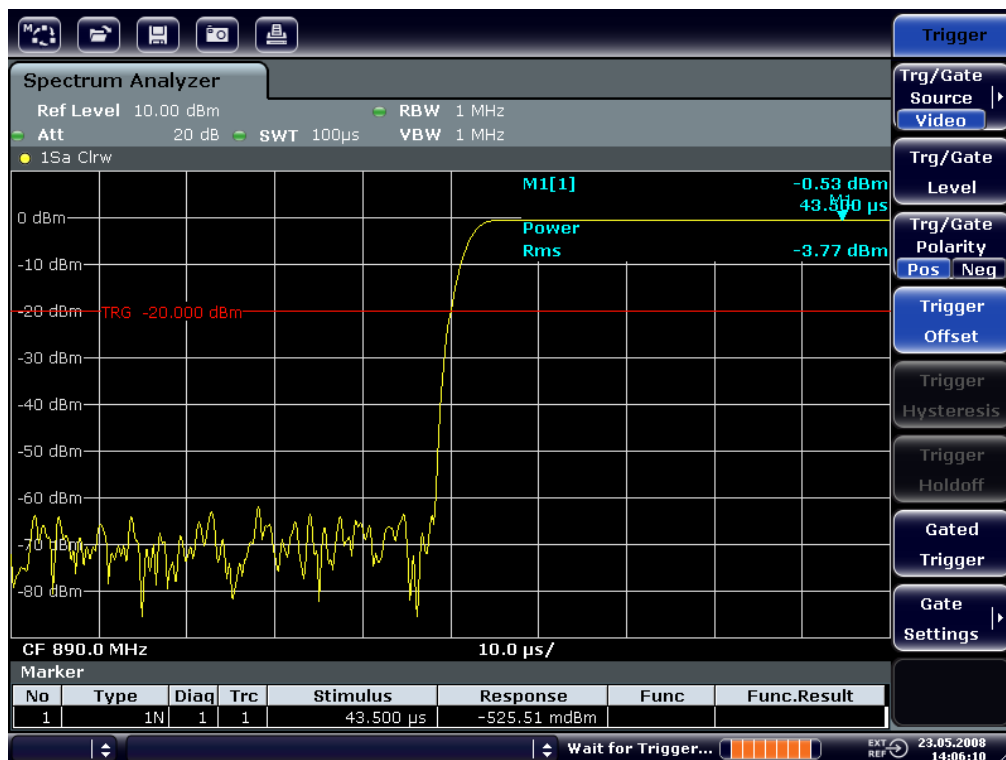 Trigger
Spectrum Analyzer
Ref Level 10.00 dBm
RBW 1 MHz
Att 20 dB
SWT 100µs
VBW 1 MHz
1Sa Clrw
M1[1] -0.53 dBm
43.500 µs
M1
Power
Rms -3.77 dBm
0 dBm
-10 dBm
-20 dBm
TRG -20.000 dBm
-30 dBm
-40 dBm
-50 dBm
-60 dBm
-70 dBm
-80 dBm
CF 890.0 MHz
10.0 µs/
Marker
No Type Diag Trc Stimulus Response Func Func.Result
1 1N 1 1 43.500 µs -525.51 mdBm
Wait for Trigger...
EXT
REF
23.05.2008
14:06:10
Trg/Gate
Source
Video
Trg/Gate
Level
Trg/Gate
Polarity
Pos Neg
Trigger
Offset
Trigger
Hysteresis
Trigger
Holdoff
Gated
Trigger
Gate
Settings